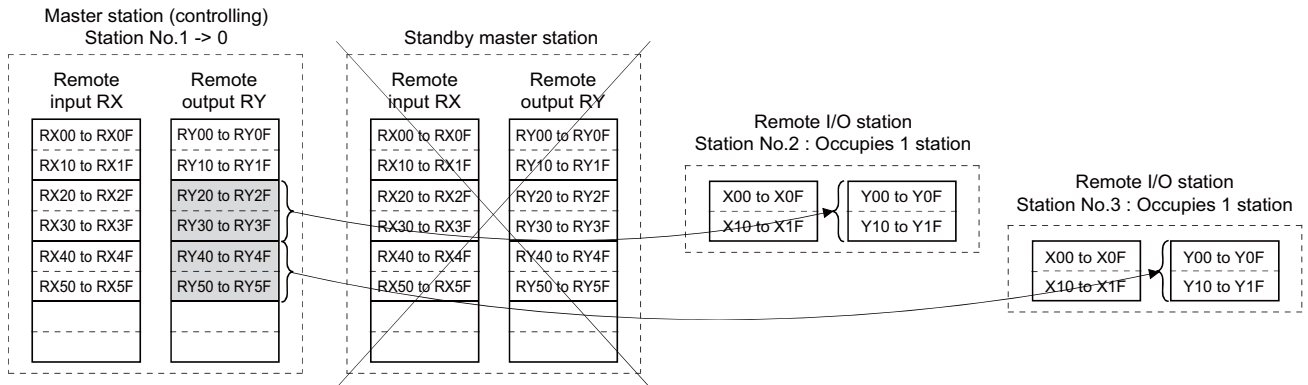 Master station (controlling)
Station No.1 -> 0
Remote
input RX
Remote
output RY
RX00 to RX0F
RX10 to RX1F
RX20 to RX2F
RX30 to RX3F
RX40 to RX4F
RX50 to RX5F
RY00 to RY0F
RY10 to RY1F
RY20 to RY2F
RY30 to RY3F
RY40 to RY4F
RY50 to RY5F
Standby master station
Remote
input RX
Remote
output RY
RX00 to RX0F
RX10 to RX1F
RX20 to RX2F
RX30 to RX3F
RX40 to RX4F
RX50 to RX5F
RY00 to RY0F
RY10 to RY1F
RY20 to RY2F
RY30 to RY3F
RY40 to RY4F
RY50 to RY5F
Remote I/O station
Station No.2 : Occupies 1 station
X00 to X0F
X10 to X1F
Y00 to Y0F
Y10 to Y1F
Remote I/O station
Station No.3 : Occupies 1 station
X00 to X0F
X10 to X1F
Y00 to Y0F
Y10 to Y1F